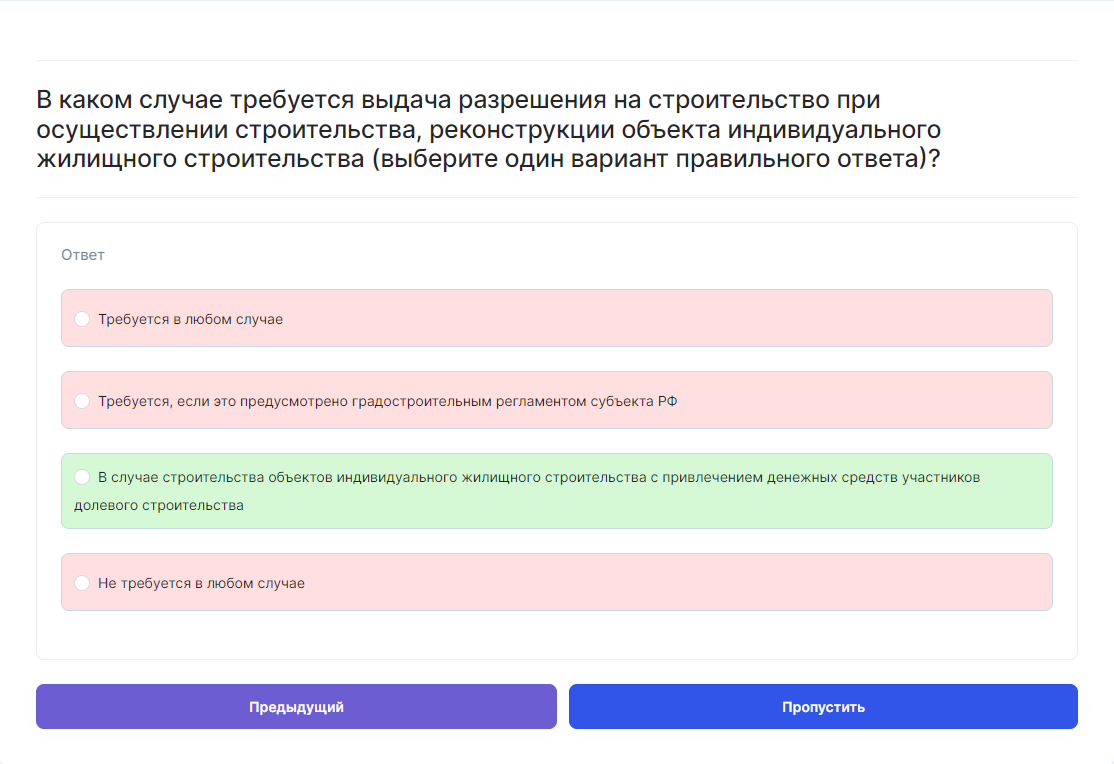 В каком случае требуется выдача разрешения на строительство при
осуществлении строительства, реконструкции объекта индивидуального
жилищного строительства (выберите один вариант правильного ответа)?
Ответ
Требуется в любом случае
Требуется, если это предусмотрено градостроительным регламентом субъекта РФ
В случае строительства объектов индивидуального жилищного строительства с привлечением денежных средств участников
долевого строительства
Не требуется в любом случае
Предыдущий
Пропустить